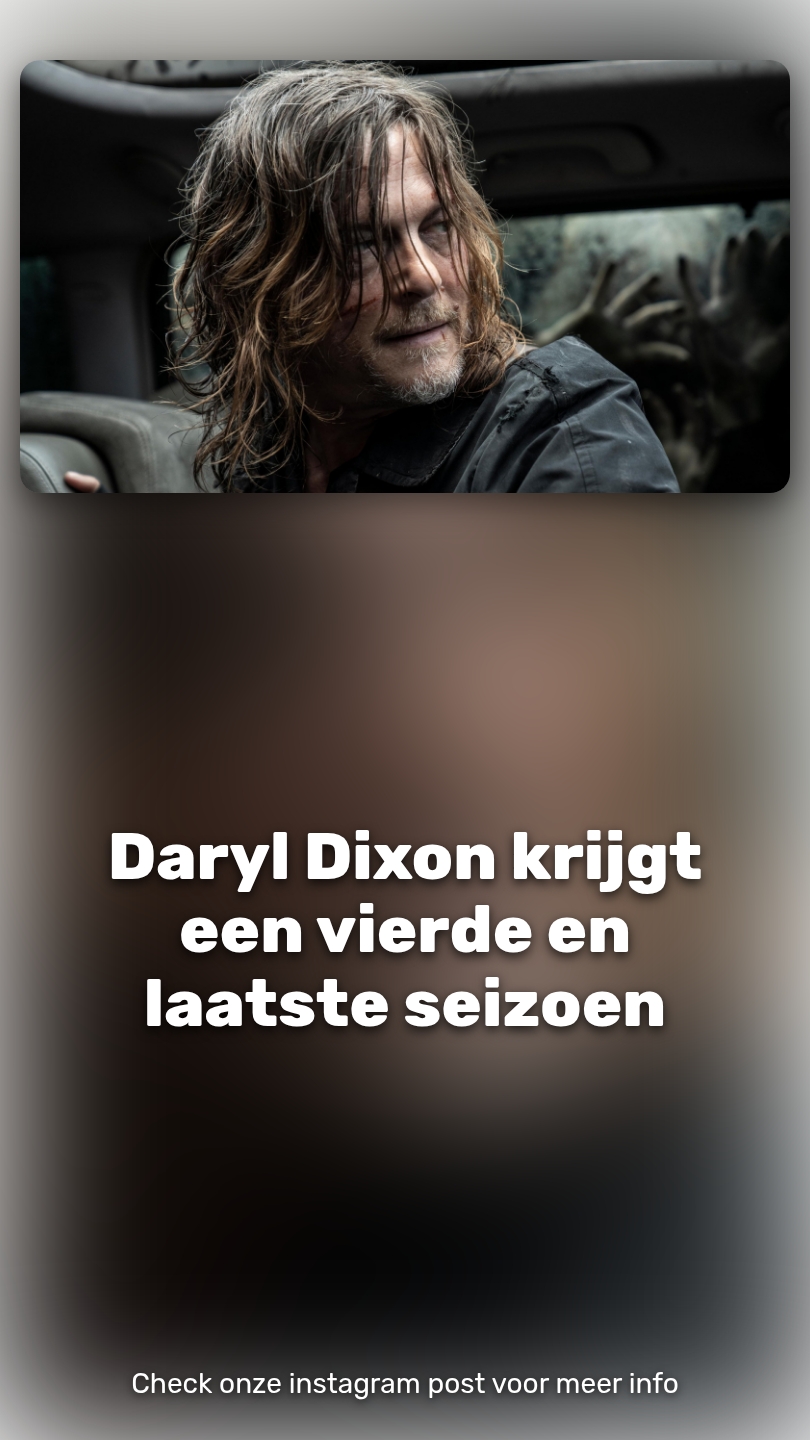 Daryl Dixon krijgt
een vierde en
laatste seizoen
Check onze instagram post voor meer info